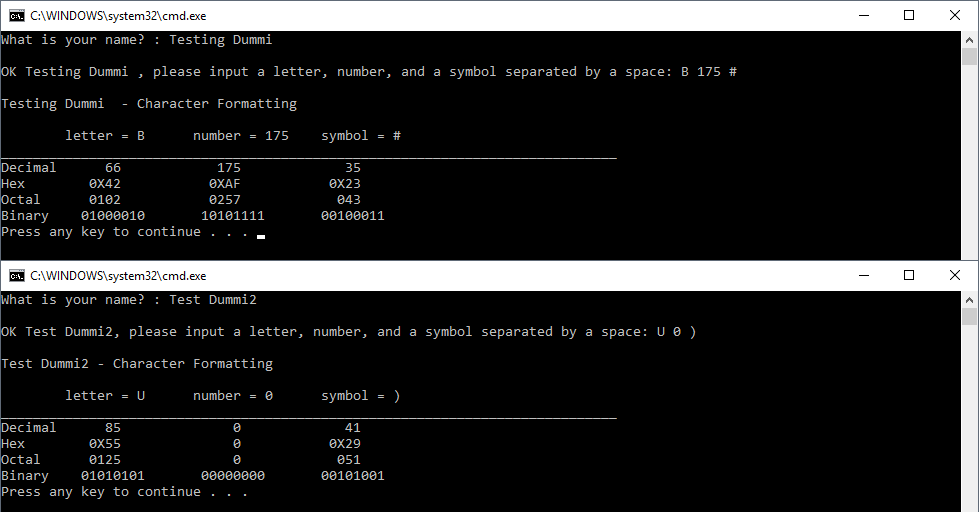 C:\WINDOWS\system32\cmd.exe
What is your name? : Testing Dummi
OK Testing Dummi , please input a letter, number, and a symbol separated by a space: B 175 #
Testing Dummi  - Character Formatting
letter = B      number = 175    symbol = #
_____________________________________________________________________________
Decimal      66            175             35
Hex        0X42           0XAF           0X23
Octal      0102           0257            043
Binary    01000010       10101111       00100011
Press any key to continue . . .
C:\WINDOWS\system32\cmd.exe
What is your name? : Test Dummi2
OK Test Dummi2, please input a letter, number, and a symbol separated by a space: U 0 )
Test Dummi2 - Character Formatting
letter = U      number = 0      symbol = )
_____________________________________________________________________________
Decimal      85              0             41
Hex        0X55              0           0X29
Octal      0125              0            051
Binary    01010101       00000000       00101001
Press any key to continue . . .